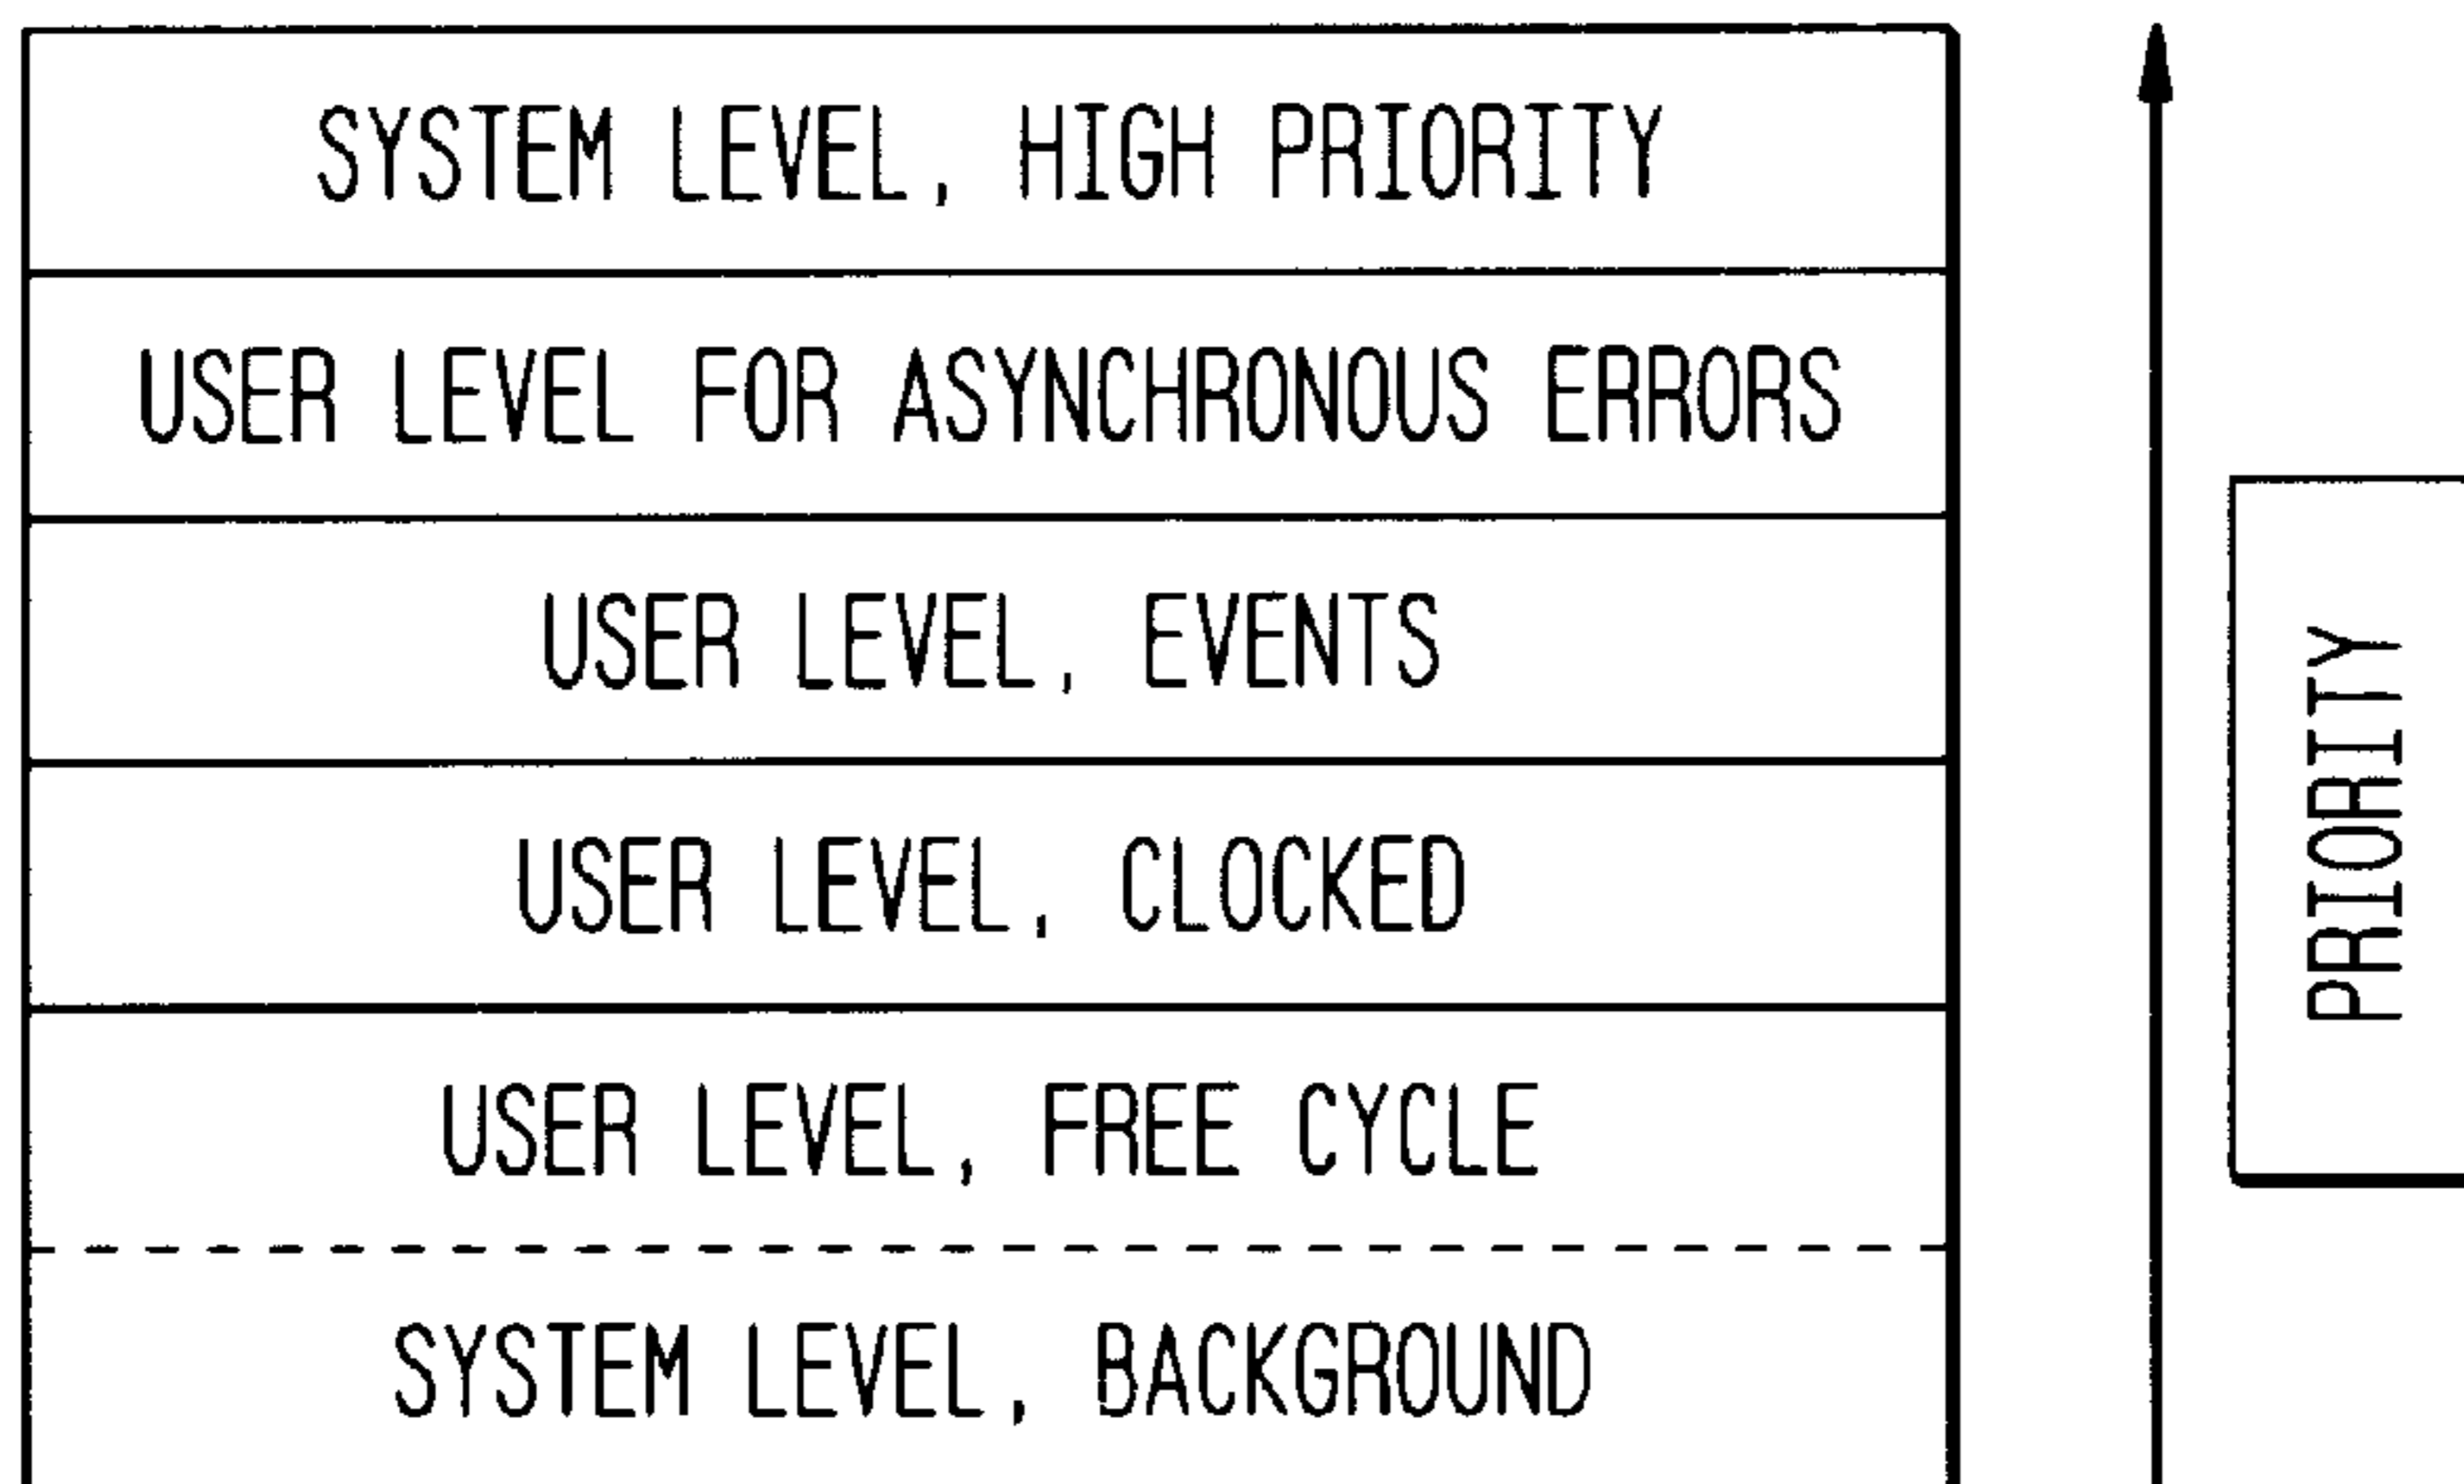 SYSTEM LEVEL, HIGH PRIORITY
USER LEVEL FOR ASYNCHRONOUS ERRORS
USER LEVEL, EVENTS
USER LEVEL, CLOCKED
USER LEVEL, FREE CYCLE
SYSTEM LEVEL, BACKGROUND
PRIORITY